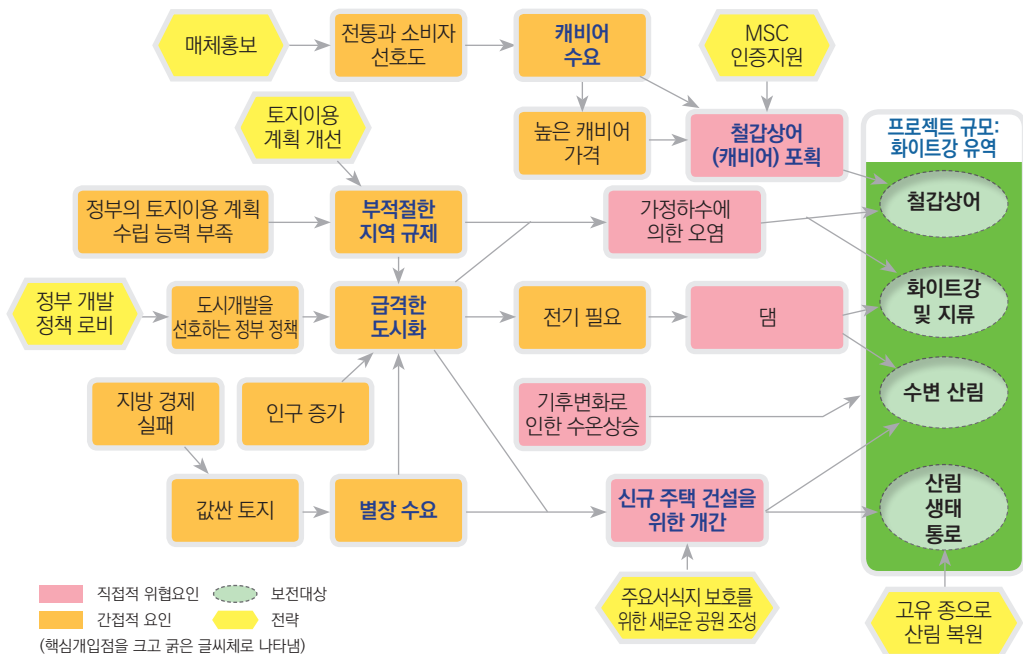 매체홍보
전통과 소비자
선호도
캐비어
수요
MSC
인증지원
토지이용
계획 개선
높은 캐비어
가격
철갑상어
(캐비어) 포획
프로젝트 규모:
화이트강 유역
철갑상어
정부의 토지이용 계획
수립 능력 부족
부적절한
지역 규제
가정하수에
의한 오염
정부 개발
정책 로비
도시개발을
선호하는 정부 정책
급격한
도시화
전기 필요
댐
화이트강
및 지류
지방 경제
실패
인구 증가
기후변화로
인한 수온상승
수변 산림
값싼 토지
별장 수요
신규 주택 건설을
위한 개간
산림
생태
통로
직접적 위협요인
보전대상
간접적 요인
전략
(핵심개입점을 크고 굵은 글씨체로 나타냄)
주요서식지 보호를
위한 새로운 공원 조성
고유 종으로
산림 복원